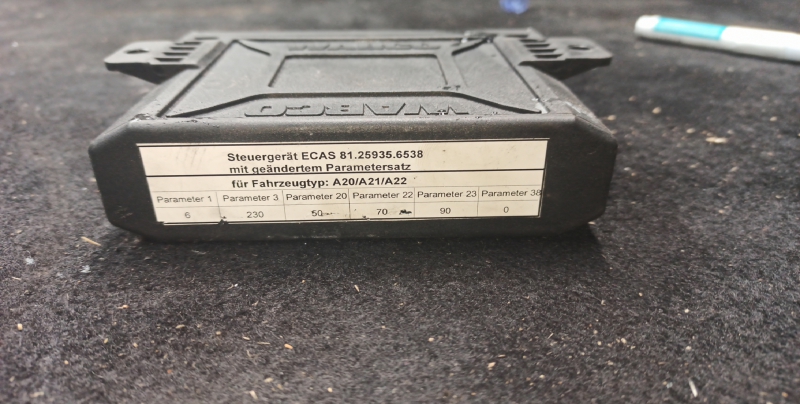 WABCO
WABCO
Steuergerät ECAS 81.25935.6538
mit geändertem Parametersatz
für Fahrzeugtyp: A20/A21/A22
Parameter 1 Parameter 3 Parameter 20 Parameter 22 Parameter 23 Parameter 38
6 230 50 70 90 0